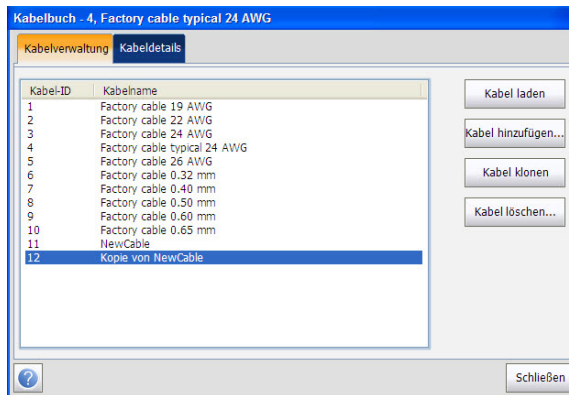 Kabelbuch - 4, Factory cable typical 24 AWG
Kabelverwaltung Kabeldetails
Kabel-ID Kabelname
1 Factory cable 19 AWG
2 Factory cable 22 AWG
3 Factory cable 24 AWG
4 Factory cable typical 24 AWG
5 Factory cable 26 AWG
6 Factory cable 0.32 mm
7 Factory cable 0.40 mm
8 Factory cable 0.50 mm
9 Factory cable 0.60 mm
10 Factory cable 0.65 mm
11 NewCable
12 Kopie von NewCable
Kabel laden
Kabel hinzufügen...
Kabel klonen
Kabel löschen...
?
Schließen